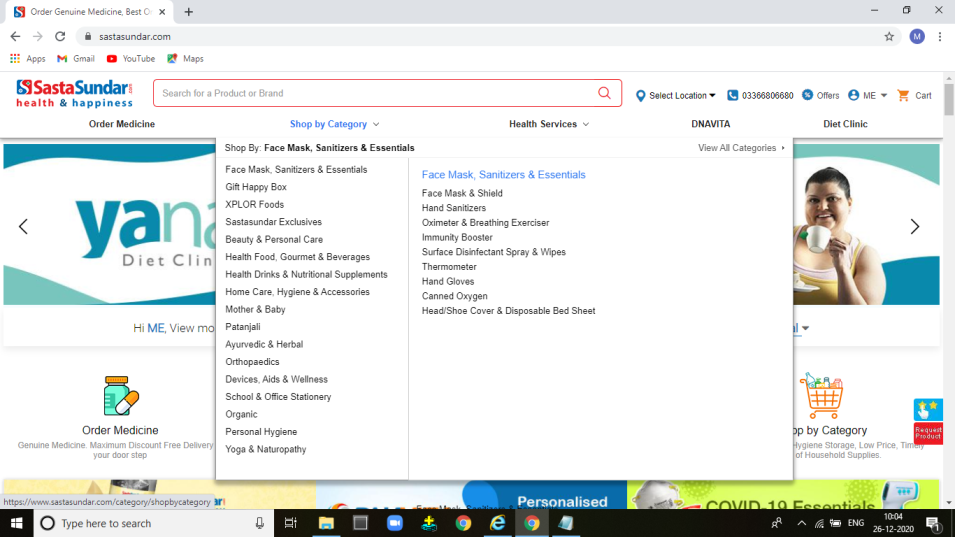 Order Genuine Medicine, Best O
sastasundar.com
M
Apps
Gmail
YouTube
Maps
SastaSundar.com
health & happiness
Search for a Product or Brand
Select Location
03366806680
Offers
ME
Cart
Order Medicine
Shop by Category
Health Services
DNAVITA
Diet Clinic
Shop By: Face Mask, Sanitizers & Essentials
View All Categories
Face Mask, Sanitizers & Essentials
Gift Happy Box
XPLOR Foods
Sastasundar Exclusives
Beauty & Personal Care
Health Food, Gourmet & Beverages
Health Drinks & Nutritional Supplements
Home Care, Hygiene & Accessories
Mother & Baby
Patanjali
Ayurvedic & Herbal
Orthopaedics
Devices, Aids & Wellness
School & Office Stationery
Organic
Personal Hygiene
Yoga & Naturopathy
Face Mask, Sanitizers & Essentials
Face Mask & Shield
Hand Sanitizers
Oximeter & Breathing Exerciser
Immunity Booster
Surface Disinfectant Spray & Wipes
Thermometer
Hand Gloves
Canned Oxygen
Head/Shoe Cover & Disposable Bed Sheet
yana
Diet Clin
Hi ME, View mo
al
Order Medicine
Genuine Medicine. Maximum Discount Free Delivery
your door step
op by Category
Hygiene Storage, Low Price, Timely
of Household Supplies.
Request
Product
https://www.sastasundar.com/category/shopbycategory
Personalised
COVID-19 Essentials
Type here to search
ENG
10:04
26-12-2020
1